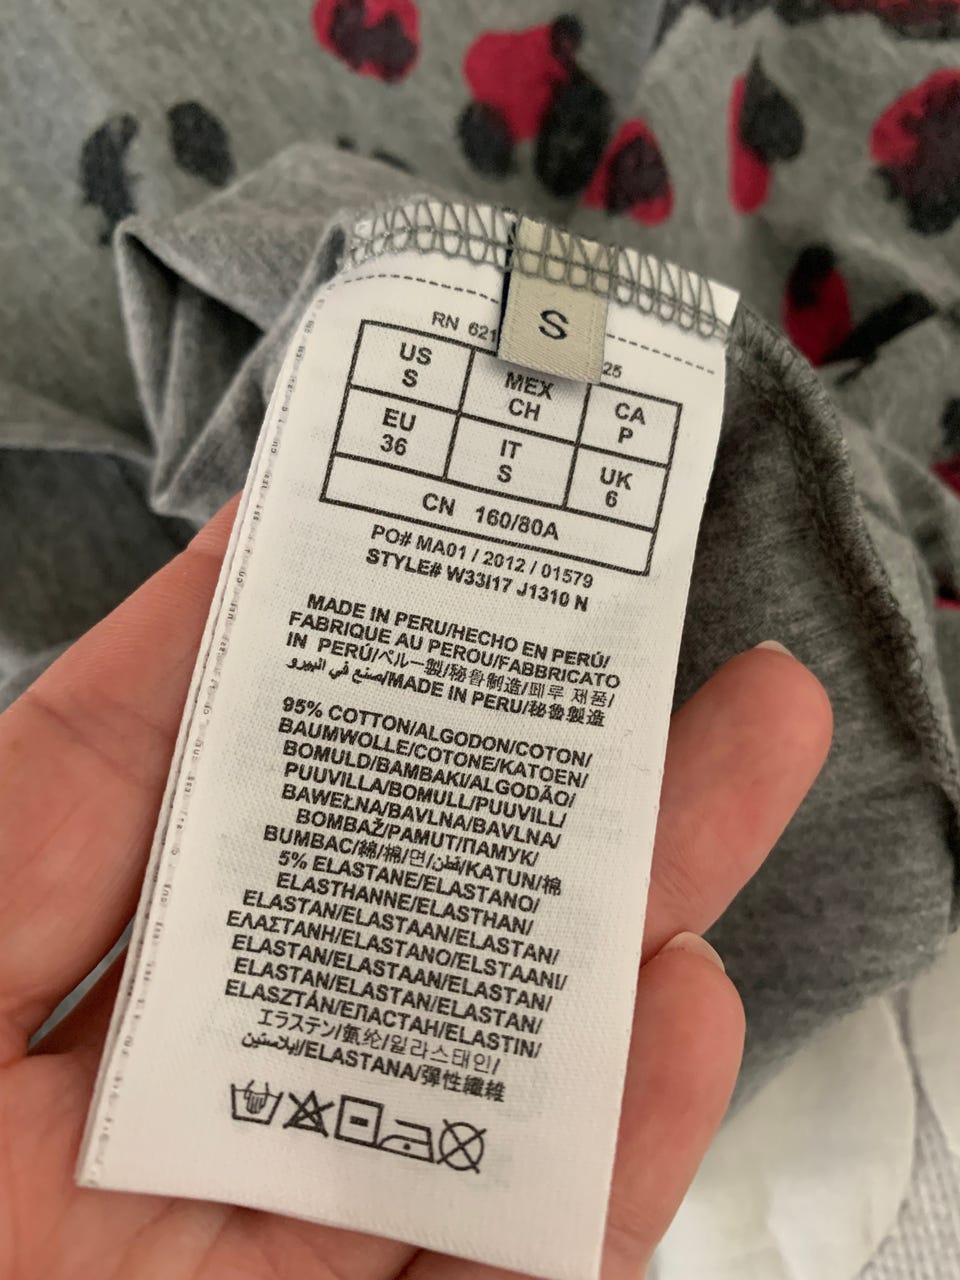 S
RN 621 25
US MEX CA
S CH P
EU IT UK
36 S 6
CN 160/80A
PO# MA01 / 2012 / 01579
STYLE# W33I17 J1310 N
MADE IN PERU/HECHO EN PERÚ/
FABRIQUE AU PEROU/FABBRICATO
IN PERÚ/ペルー製/秘鲁制造/페루 제품/
صنع في البيرو/MADE IN PERU/秘魯製造
95% COTTON/ALGODON/COTON/
BAUMWOLLE/COTONE/KATOEN/
BOMULD/BAMBAKI/ALGODÃO/
PUUVILLA/BOMULL/PUUVILL/
BAWEŁNA/BAVLNA/BAVLNA/
BOMBAŽ/PAMUT/ПАМУК/
BUMBAC/綿/棉/면/قطن/KATUN/棉
5% ELASTANE/ELASTANO/
ELASTHANNE/ELASTHAN/
ELASTAN/ELASTAAN/ELASTAN/
ΕΛΑΣΤΑΝΗ/ELASTANO/ELSTAANI/
ELASTAN/ELASTAAN/ELASTAN/
ELASTAN/ELASTAN/ELASTAN/
ELASZTÁN/ЕЛАСТАН/ELASTIN/
エラステン/氨纶/일라스태인/
إيلاستين/ELASTANA/彈性纖維